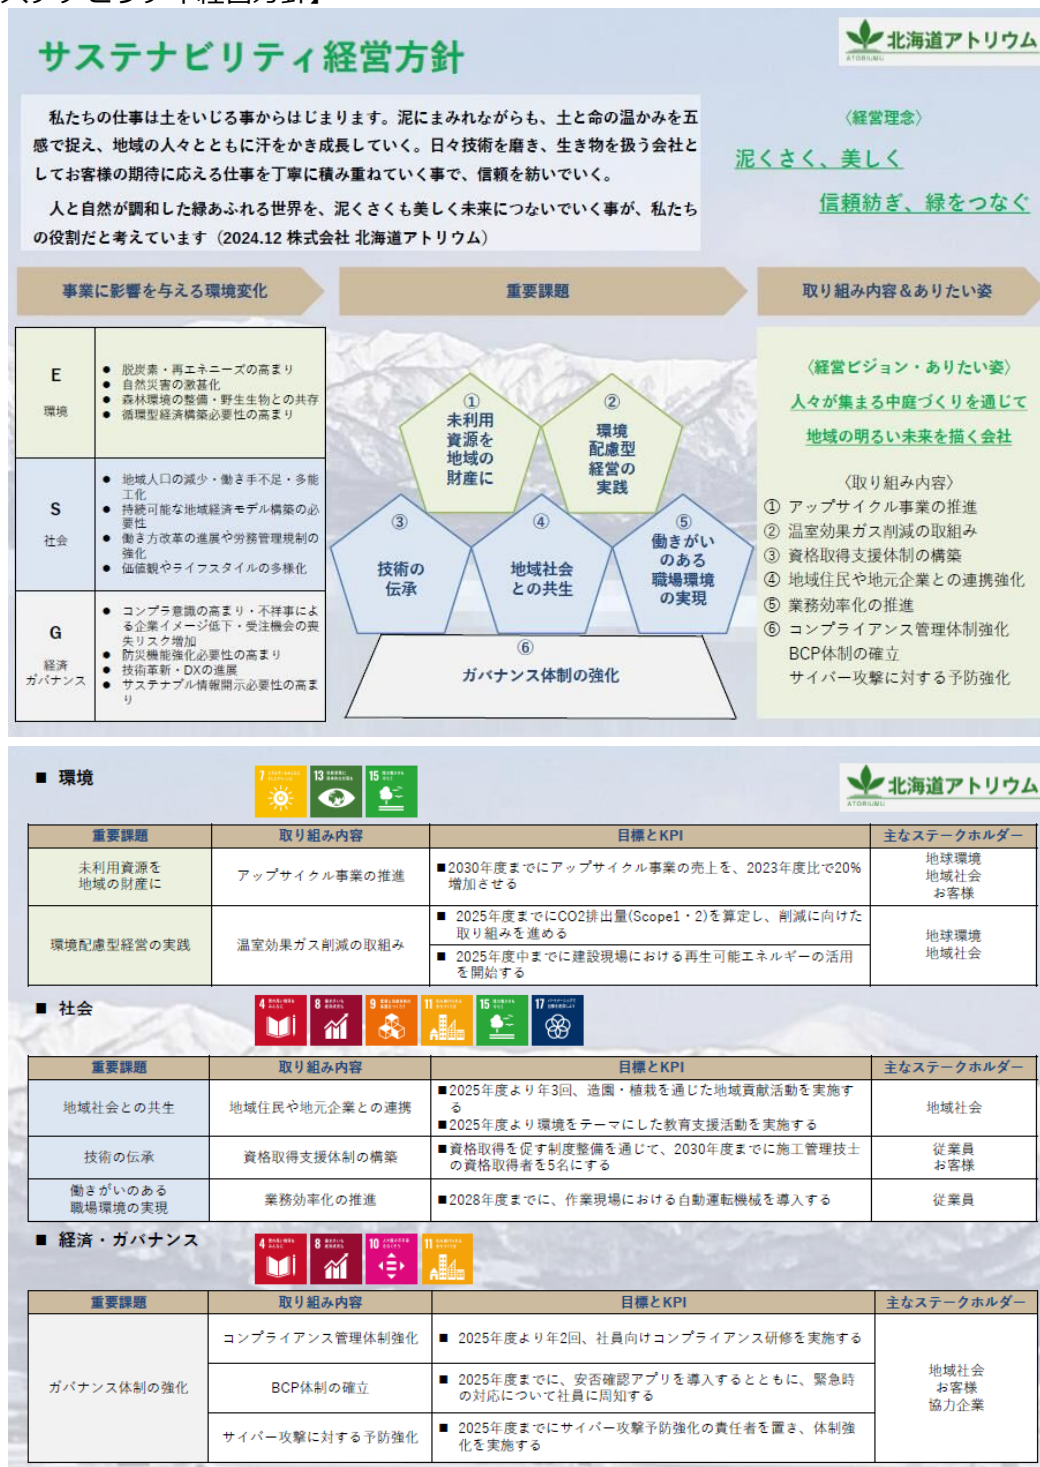 サステナビリティ経営方針
北海道アトリウム
ATORIUMU
私たちの仕事は土をいじる事からはじまります。泥にまみれながらも、土と命の温かみを五
感で捉え、地域の人々とともに汗をかき成長していく。日々技術を磨き、生き物を扱う会社と
してお客様の期待に応える仕事を丁寧に積み重ねていく事で、信頼を紡いでいく。
人と自然が調和した緑あふれる世界を、泥くさくも美しく未来につないでいく事が、私たち
の役割だと考えています（2024.12 株式会社 北海道アトリウム）
〈経営理念〉
泥くさく、美しく
信頼紡ぎ、緑をつなぐ
事業に影響を与える環境変化
重要課題
取り組み内容＆ありたい姿
E
環境
● 脱炭素・再エネニーズの高まり
● 自然災害の激甚化
● 森林環境の整備・野生生物との共存
● 循環型経済構築必要性の高まり
S
社会
● 地域人口の減少・働き手不足・多能
工化
● 持続可能な地域経済モデル構築の必
要性
● 働き方改革の進展や労務管理規制の
強化
● 価値観やライフスタイルの多様化
G
経済
ガバナンス
● コンプラ意識の高まり・不祥事によ
る企業イメージ低下・受注機会の喪
失リスク増加
● 防災機能強化必要性の高まり
● 技術革新・DXの進展
● サステナブル情報開示必要性の高ま
り
①
未利用
資源を
地域の
財産に
②
環境
配慮型
経営の
実践
③
技術の
伝承
④
地域社会
との共生
⑤
働きがい
のある
職場環境
の実現
⑥
ガバナンス体制の強化
〈経営ビジョン・ありたい姿〉
人々が集まる中庭づくりを通じて
地域の明るい未来を描く会社
〈取り組み内容〉
① アップサイクル事業の推進
② 温室効果ガス削減の取組み
③ 資格取得支援体制の構築
④ 地域住民や地元企業との連携強化
⑤ 業務効率化の推進
⑥ コンプライアンス管理体制強化
BCP体制の確立
サイバー攻撃に対する予防強化
■ 環境
7
13
15
北海道アトリウム
ATORIUMU
重要課題 取り組み内容 目標とKPI 主なステークホルダー
未利用資源を
地域の財産に
アップサイクル事業の推進
■2030年度までにアップサイクル事業の売上を、2023年度比で20%
増加させる
地球環境
地域社会
お客様
環境配慮型経営の実践
温室効果ガス削減の取組み
■ 2025年度までにCO2排出量(Scope1・2)を算定し、削減に向けた
取り組みを進める
■ 2025年度中までに建設現場における再生可能エネルギーの活用
を開始する
地球環境
地域社会
■ 社会
4
8
9
11
15
17
重要課題 取り組み内容 目標とKPI 主なステークホルダー
地域社会との共生
地域住民や地元企業との連携
■2025年度より年3回、造園・植栽を通じた地域貢献活動を実施す
る
■2025年度より環境をテーマにした教育支援活動を実施する
地域社会
技術の伝承
資格取得支援体制の構築
■資格取得を促す制度整備を通じて、2030年度までに施工管理技士
の資格取得者を5名にする
従業員
お客様
働きがいのある
職場環境の実現
業務効率化の推進
■2028年度までに、作業現場における自動運転機械を導入する
従業員
■ 経済・ガバナンス
4
8
10
11
重要課題 取り組み内容 目標とKPI 主なステークホルダー
ガバナンス体制の強化
コンプライアンス管理体制強化
■ 2025年度より年2回、社員向けコンプライアンス研修を実施する
BCP体制の確立
■ 2025年度までに、安否確認アプリを導入するとともに、緊急時
の対応について社員に周知する
サイバー攻撃に対する予防強化
■ 2025年度までにサイバー攻撃予防強化の責任者を置き、体制強
化を実施する
地域社会
お客様
協力企業